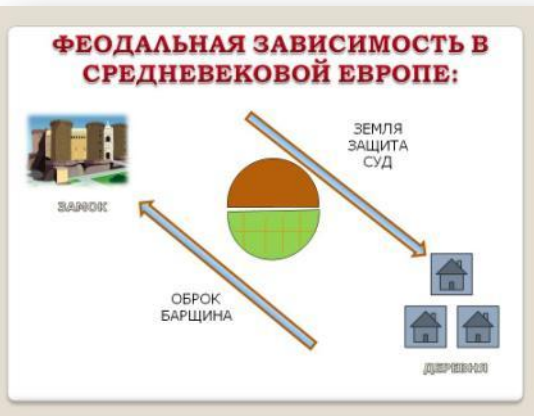 ФЕОДАЛЬНАЯ ЗАВИСИМОСТЬ В
СРЕДНЕВЕКОВОЙ ЕВРОПЕ:
ЗЕМЛЯ
ЗАЩИТА
СУД
ЗАМОК
ОБРОК
БАРЩИНА
ДЕРЕВНЯ